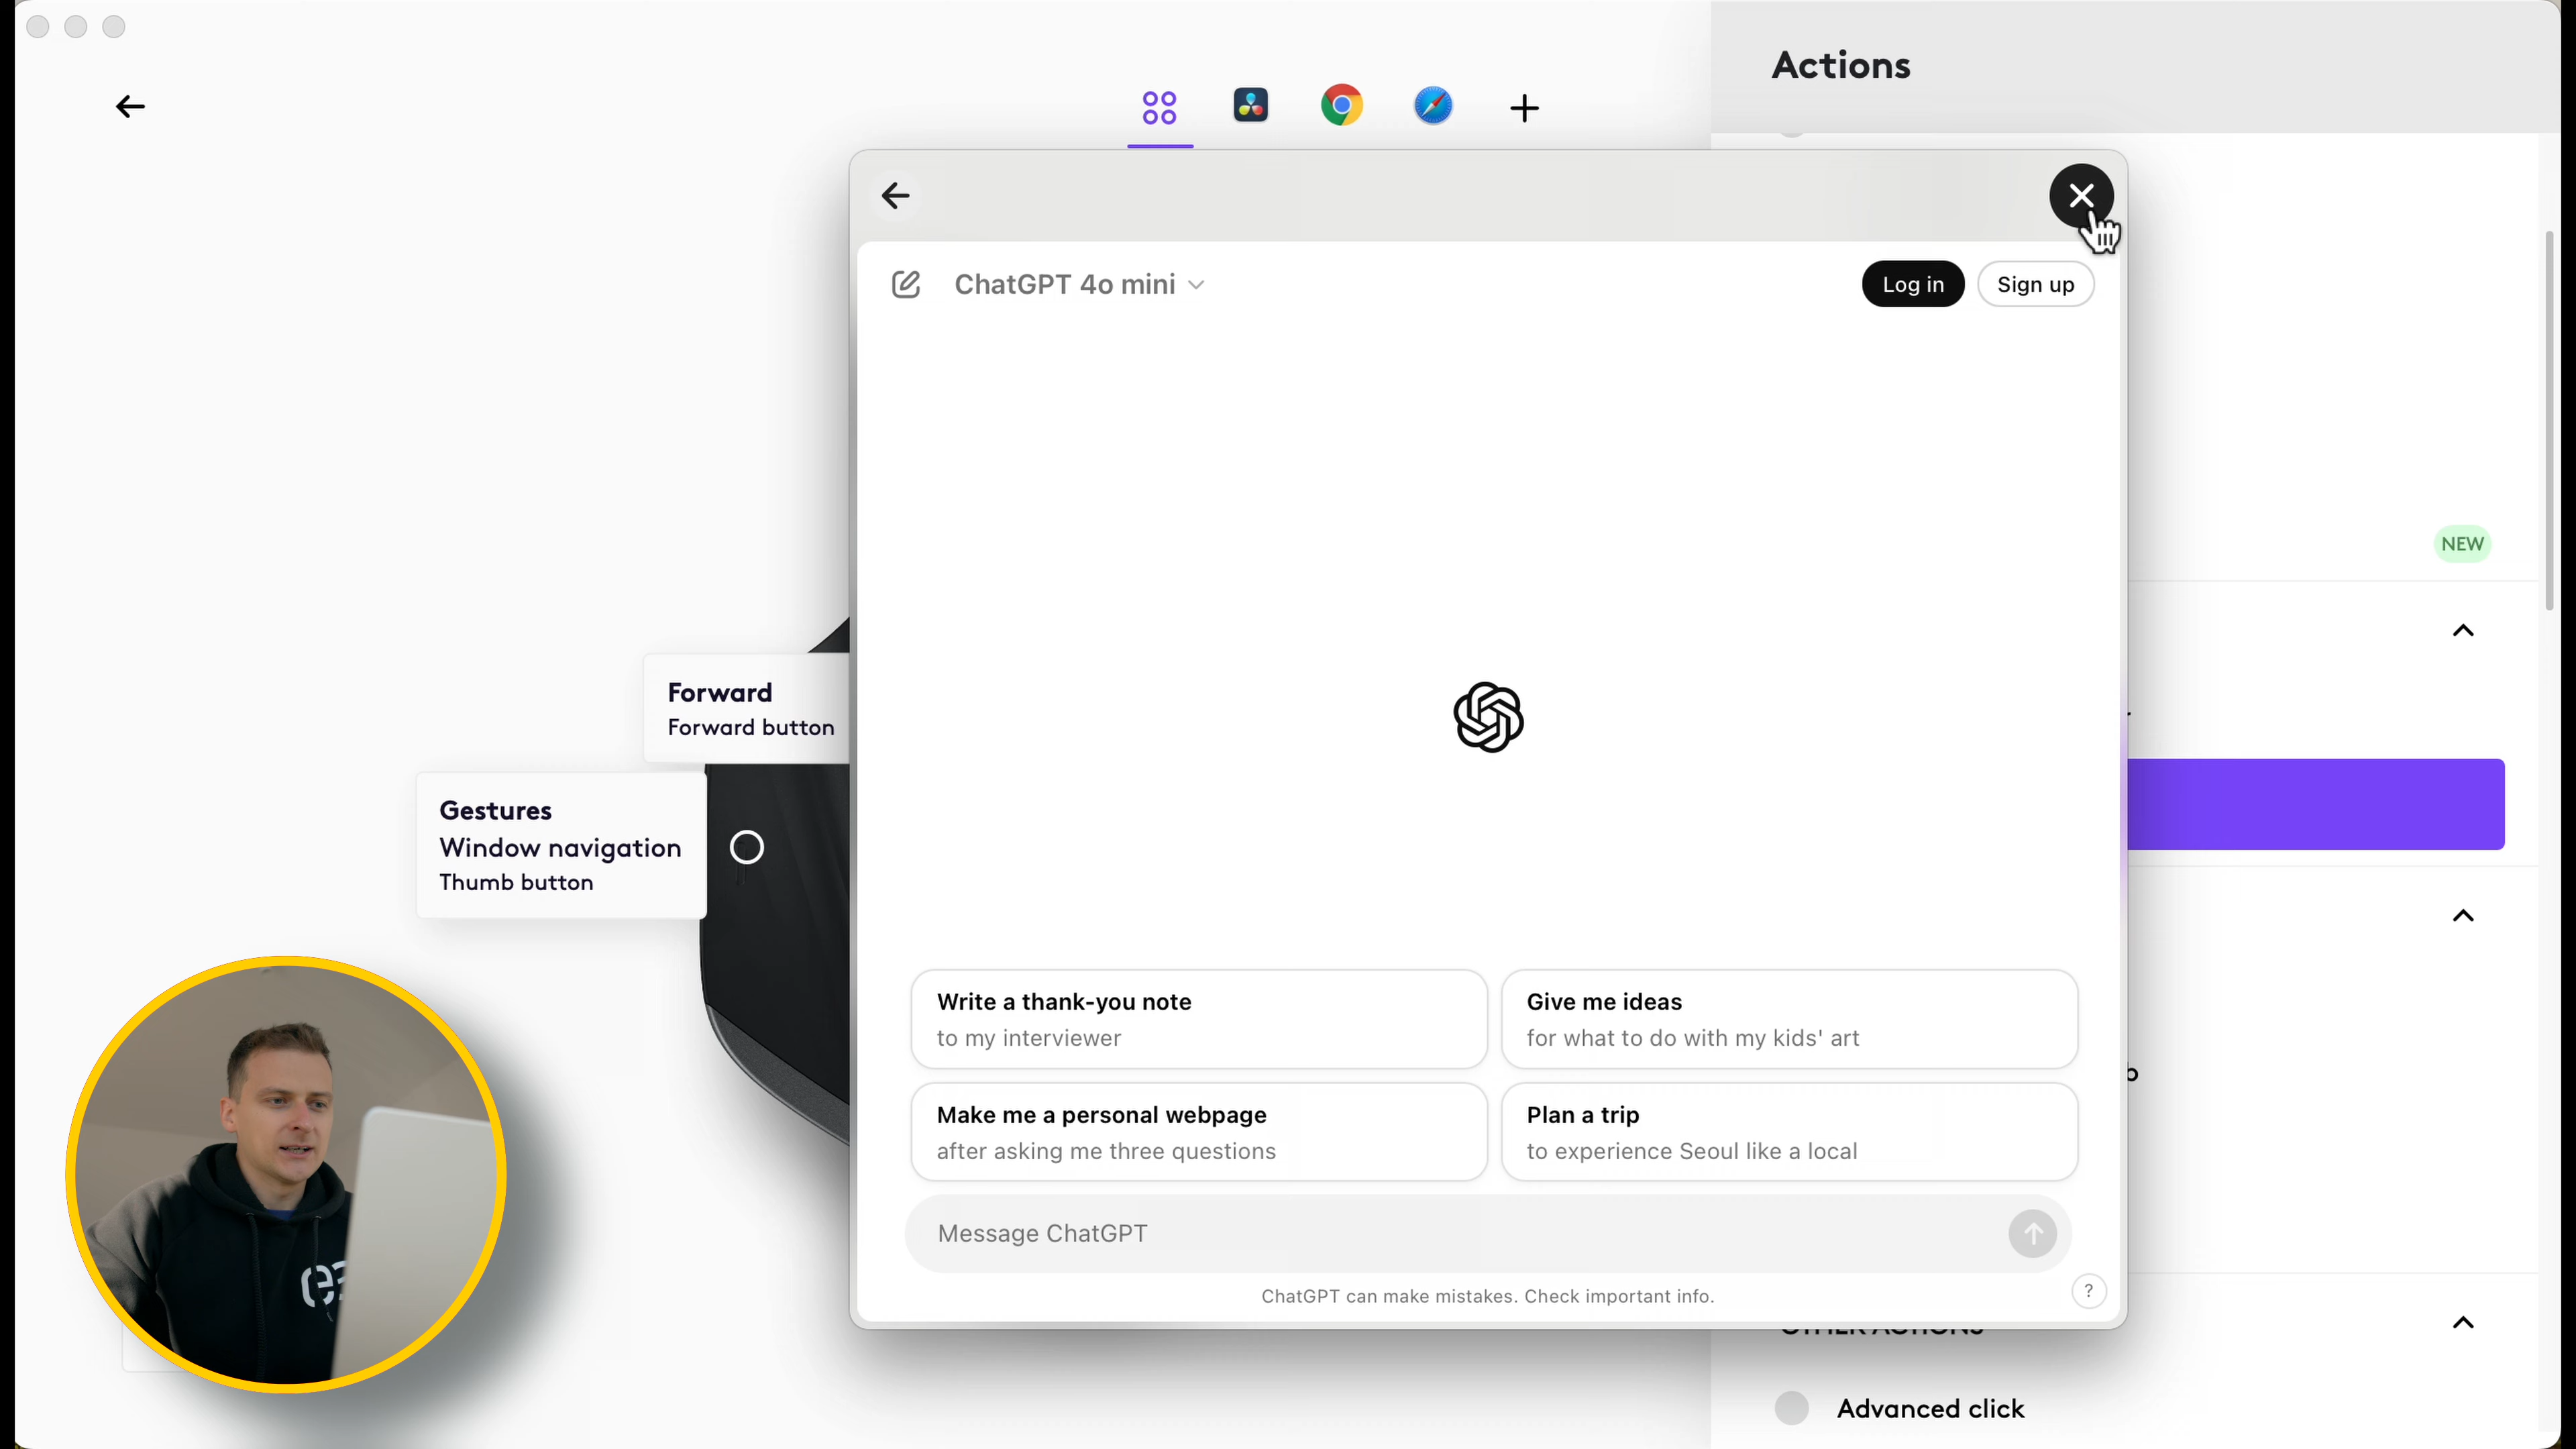 Actions
ChatGPT 4o mini
Log in
Sign up
NEW
Forward
Forward button
Gestures
Window navigation
Thumb button
Write a thank-you note
to my interviewer
Give me ideas
for what to do with my kids' art
Make me a personal webpage
after asking me three questions
Plan a trip
to experience Seoul like a local
Message ChatGPT
ChatGPT can make mistakes. Check important info.
?
OTHER ACTIONS
Advanced click